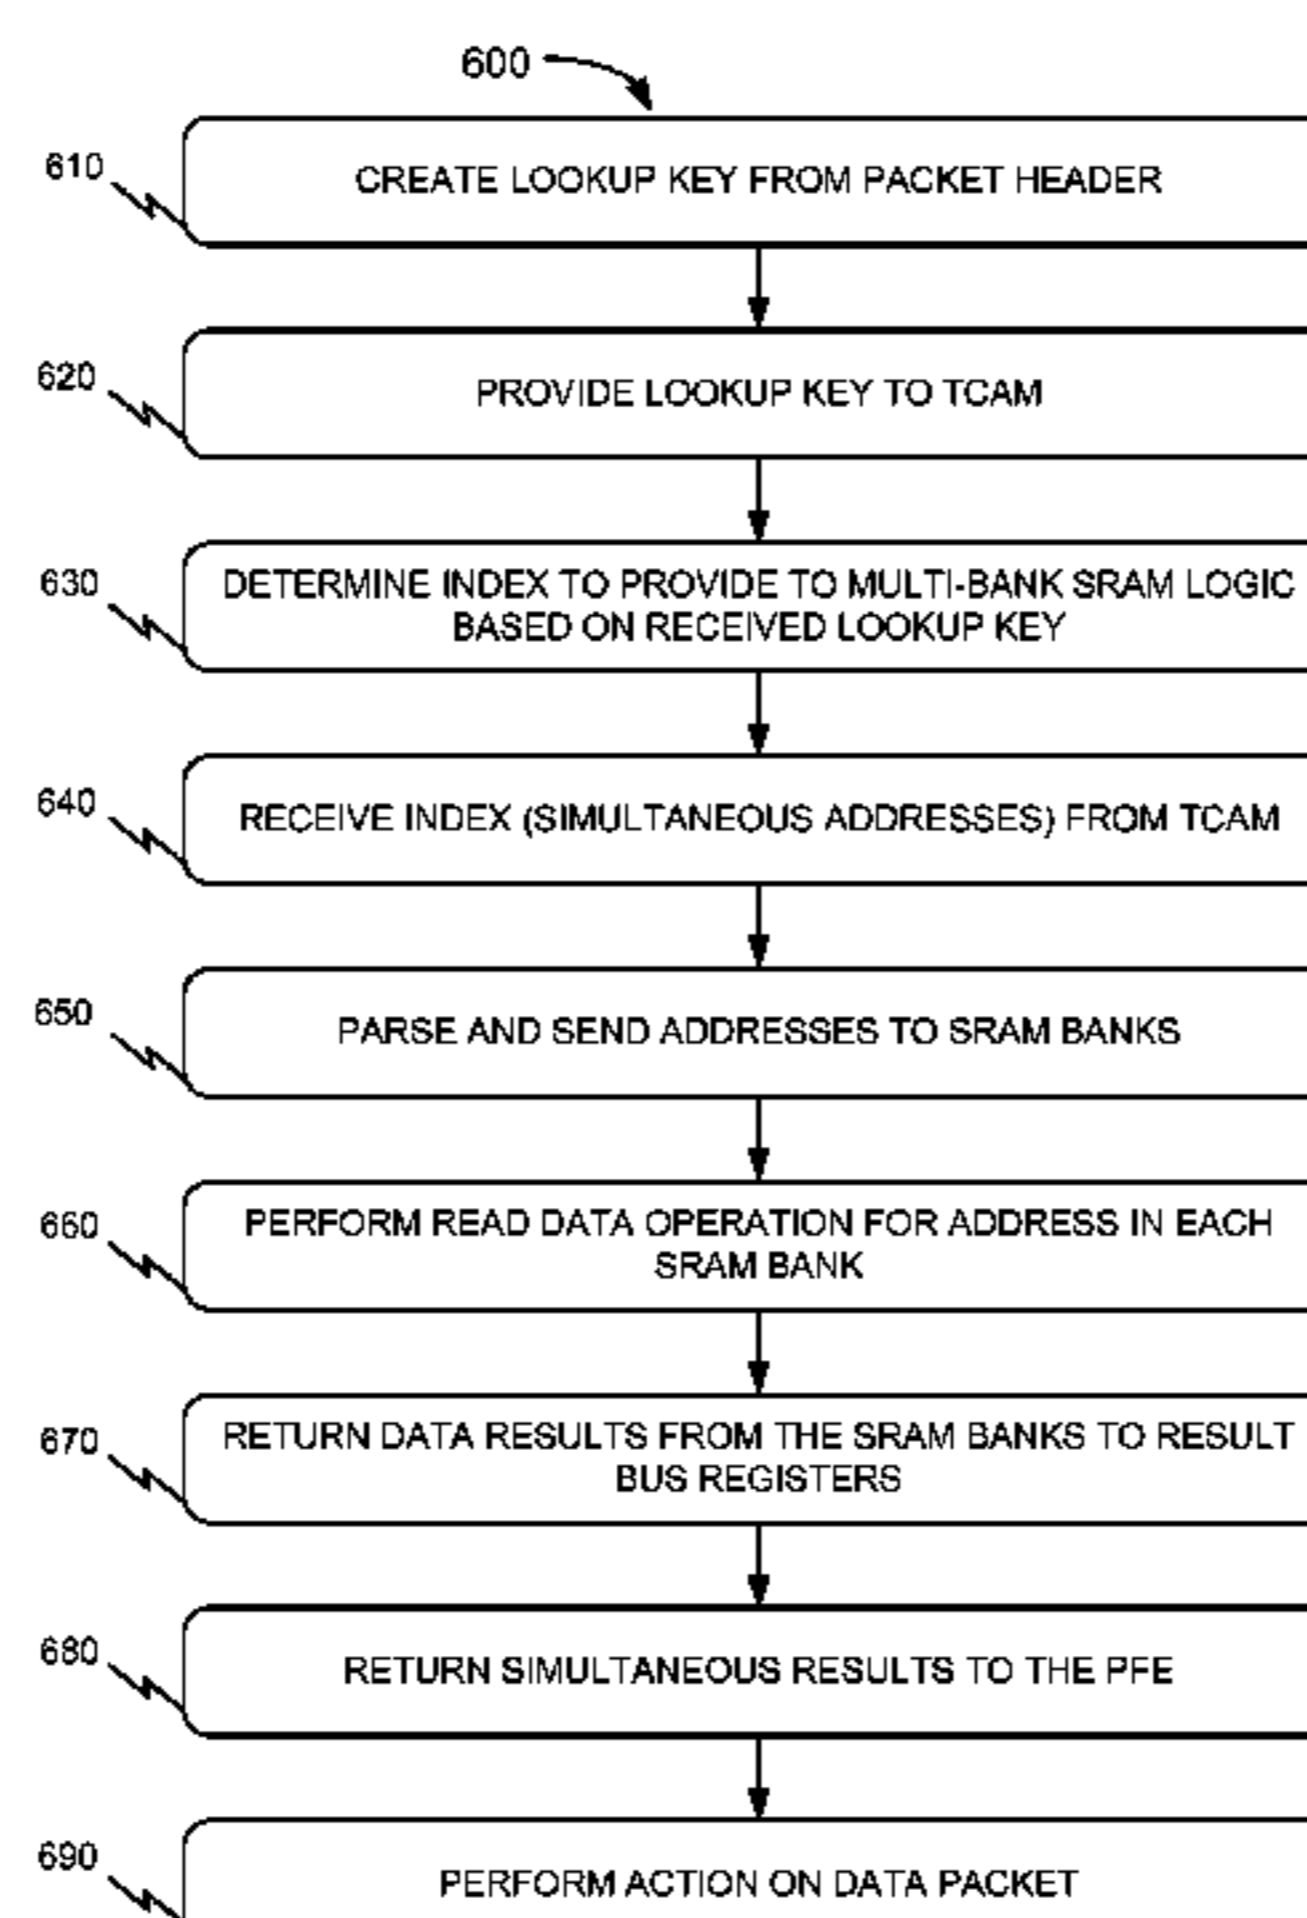 600
610
CREATE LOOKUP KEY FROM PACKET HEADER
620
PROVIDE LOOKUP KEY TO TCAM
630
DETERMINE INDEX TO PROVIDE TO MULTI-BANK SRAM LOGIC
BASED ON RECEIVED LOOKUP KEY
640
RECEIVE INDEX (SIMULTANEOUS ADDRESSES) FROM TCAM
650
PARSE AND SEND ADDRESSES TO SRAM BANKS
660
PERFORM READ DATA OPERATION FOR ADDRESS IN EACH
SRAM BANK
670
RETURN DATA RESULTS FROM THE SRAM BANKS TO RESULT
BUS REGISTERS
680
RETURN SIMULTANEOUS RESULTS TO THE PFE
690
PERFORM ACTION ON DATA PACKET